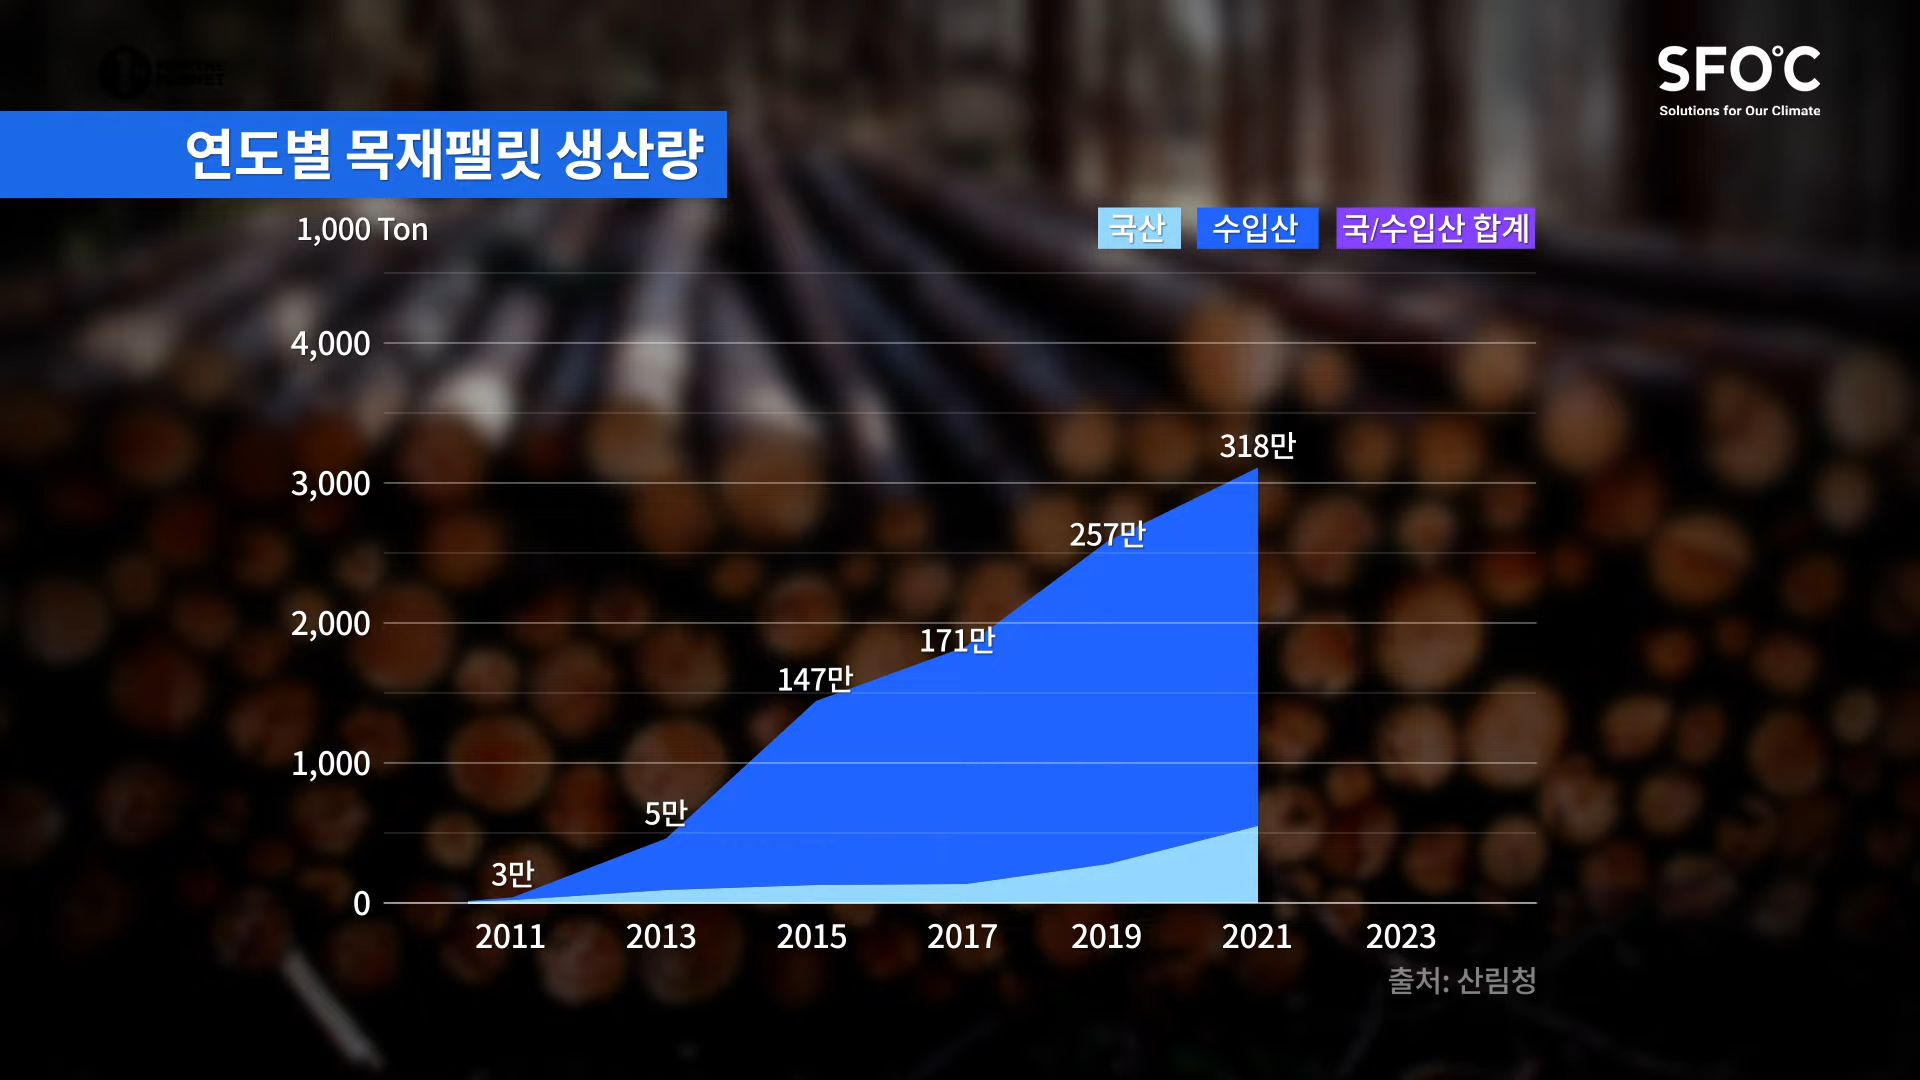 SFO°C
Solutions for Our Climate
연도별 목재팰릿 생산량
1,000 Ton
국산 수입산 국/수입산 합계
4,000
318만
3,000
257만
2,000
171만
147만
1,000
5만
3만
0
2011 2013 2015 2017 2019 2021 2023
출처: 산림청